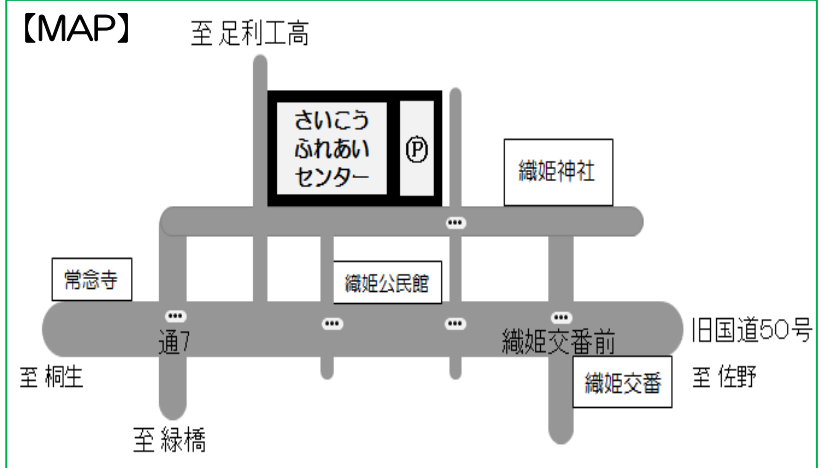 【MAP】
至 足利工高
さいこう
ふれあい
センター
Ⓟ
織姫神社
常念寺
織姫公民館
通7
織姫交番前
旧国道50号
至 桐生
織姫交番
至 佐野
至 緑橋